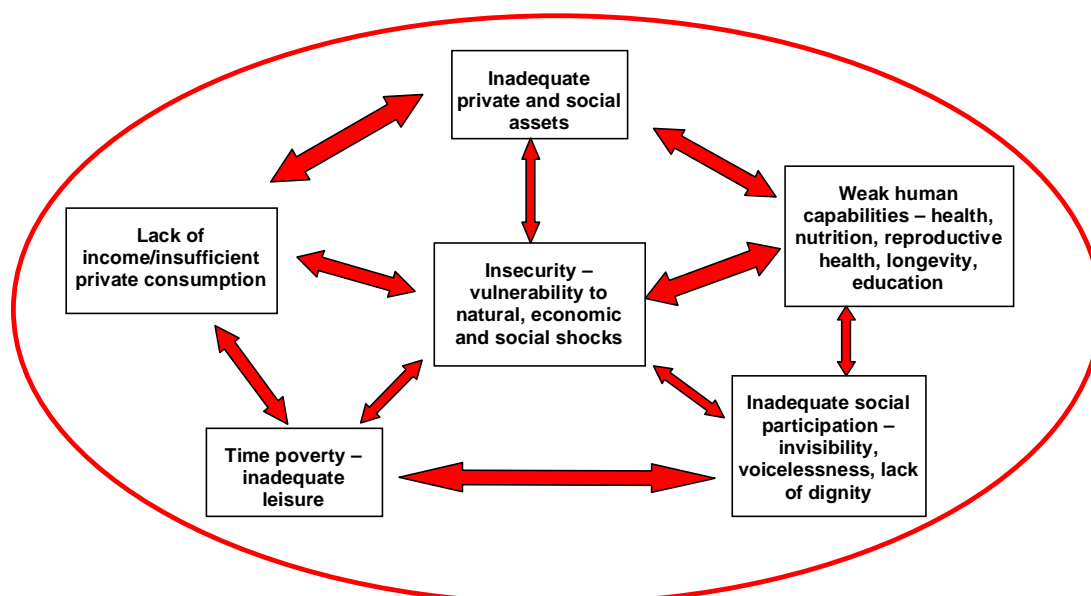 Inadequate
private and social
assets
Weak human
capabilities – health,
nutrition, reproductive
health, longevity,
education
Lack of
income/insufficient
private consumption
Insecurity –
vulnerability to
natural, economic
and social shocks
Inadequate social
participation –
invisibility,
voicelessness, lack
of dignity
Time poverty –
inadequate
leisure